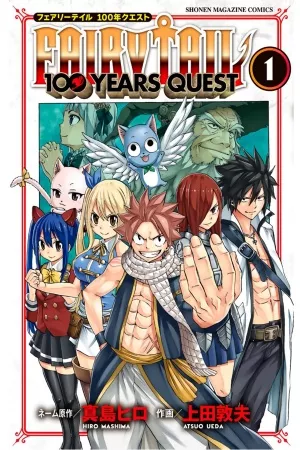 SHONEN MAGAZINE COMICS
フェアリーテイル 100年クエスト
FAIRY TAIL
100 YEARS QUEST
1
ネーム原作 真島ヒロ 作画 上田敦夫
HIRO MASHIMA ATSUO UEDA